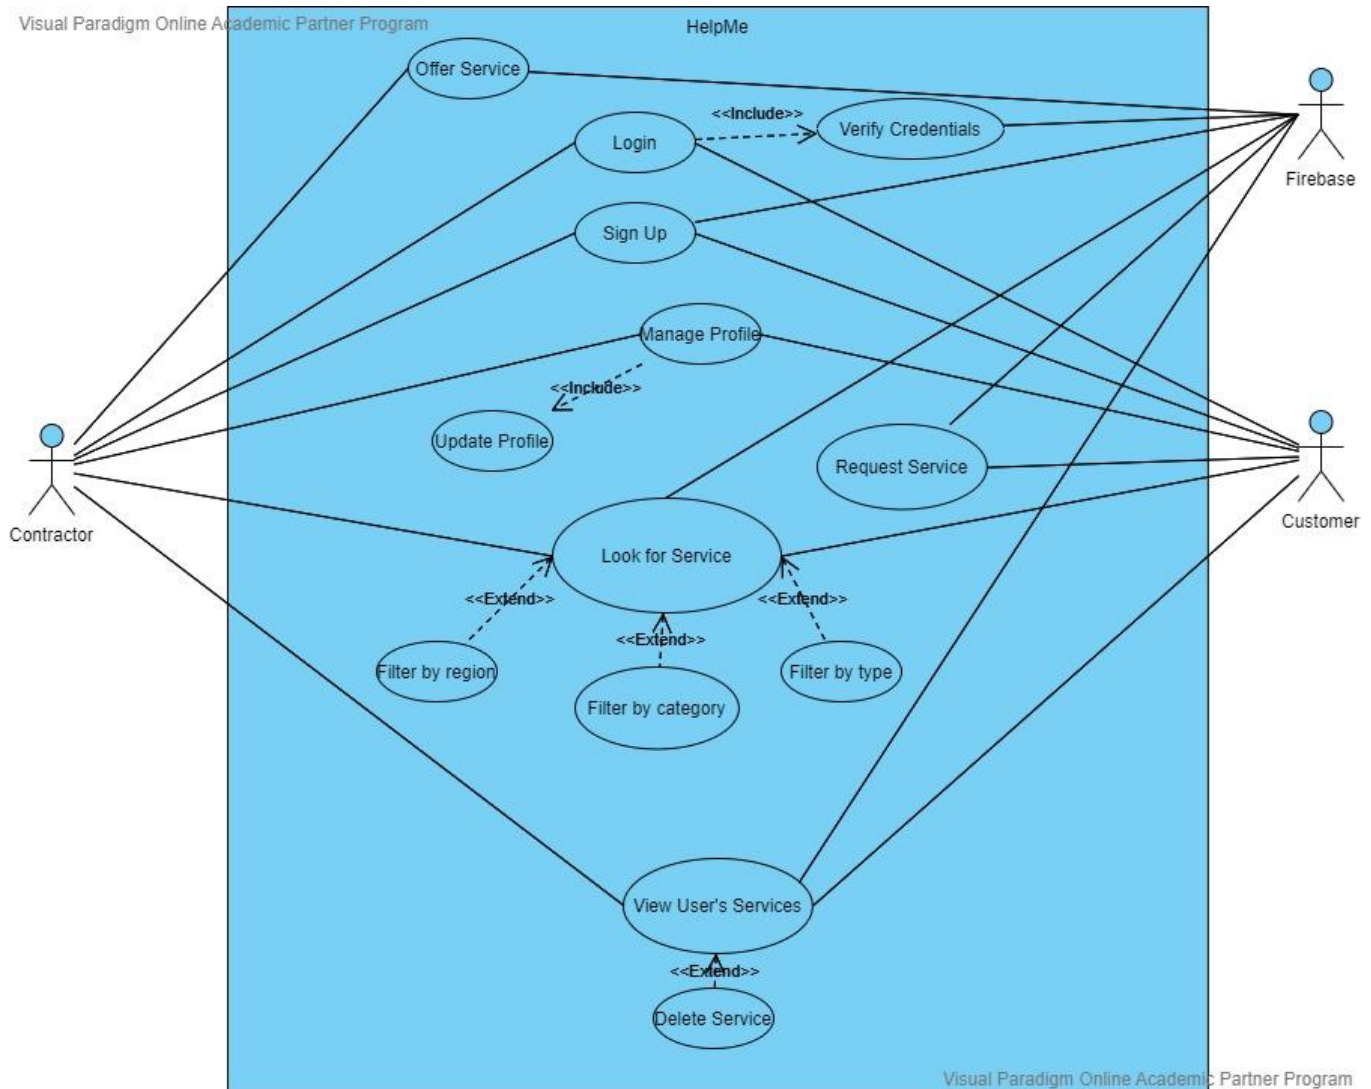 Visual Paradigm Online Academic Partner Program
HelpMe
Offer Service
<<Include>>
Verify Credentials
Login
Firebase
Sign Up
Manage Profile
<<Include>>
Update Profile
Request Service
Contractor
Customer
Look for Service
<<Extend>>
<<Extend>>
<<Extend>>
Filter by region
Filter by type
Filter by category
View User's Services
<<Extend>>
Delete Service
Visual Paradigm Online Academic Partner Program